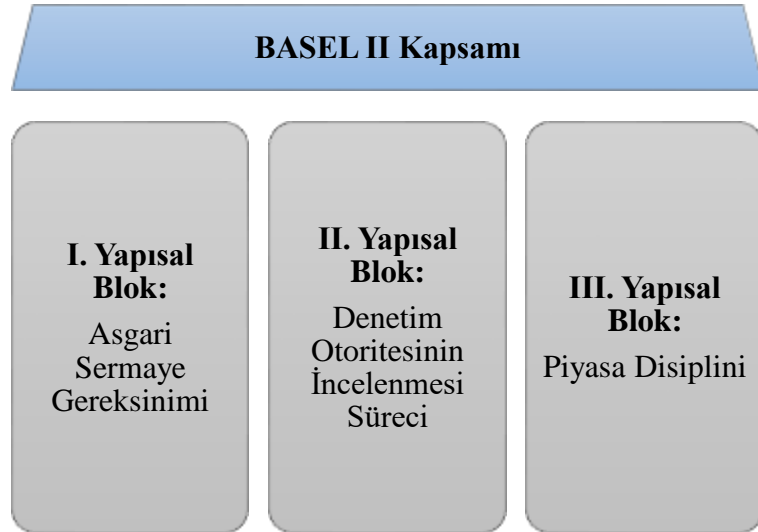 BASEL II Kapsamı
I. Yapısal
Blok:
Asgari
Sermaye
Gereksinimi
II. Yapısal
Blok:
Denetim
Otoritesinin
İncelenmesi
Süreci
III. Yapısal
Blok:
Piyasa Disiplini